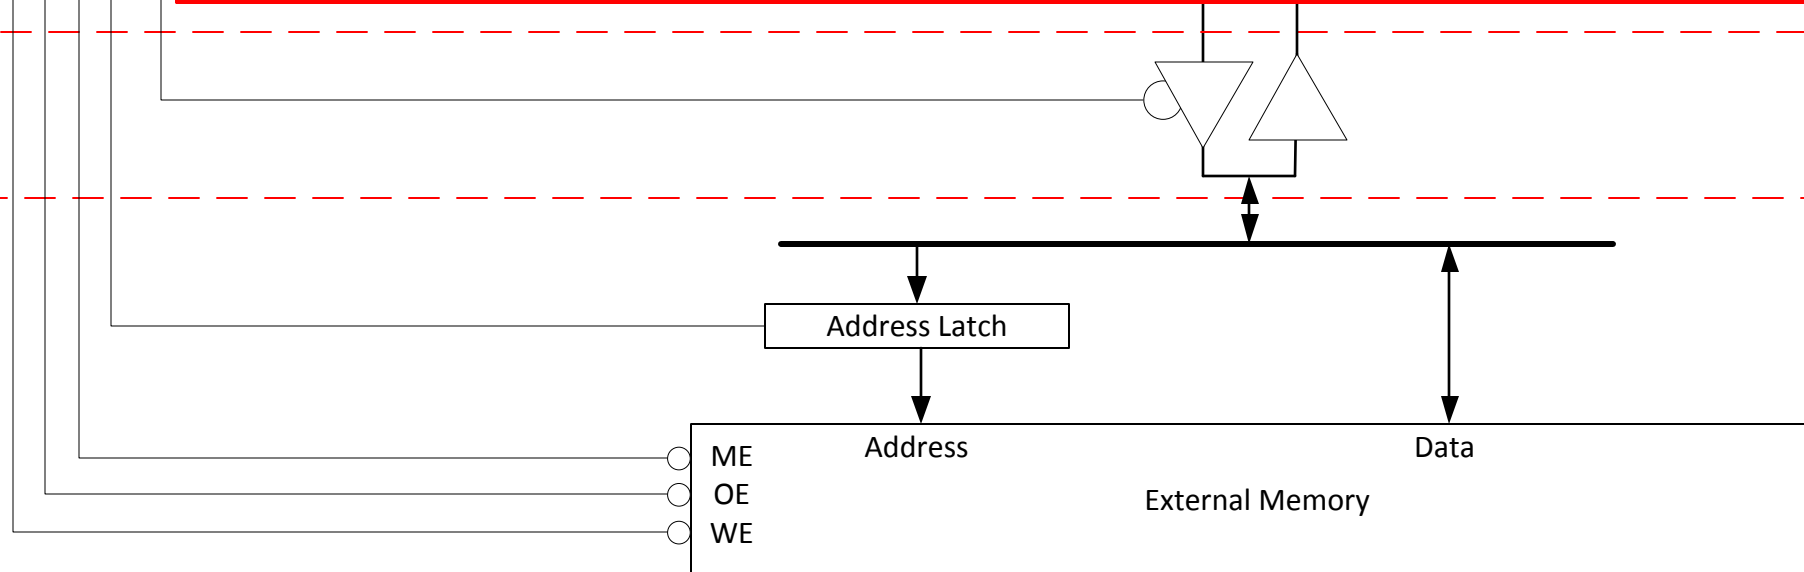 Address Latch
Address
Data
ME
OE
WE
External Memory